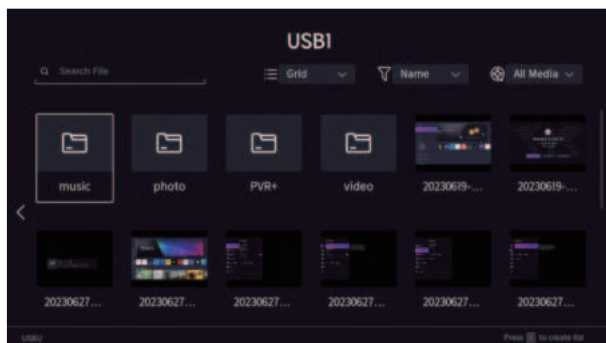 USB1
Search File
Grid
Name
All Media
music
photo
PVR+
video
20230619-...
20230619-...
20230627...
20230627...
20230627...
20230627...
20230627...
20230627...
USB1/
Press to create list